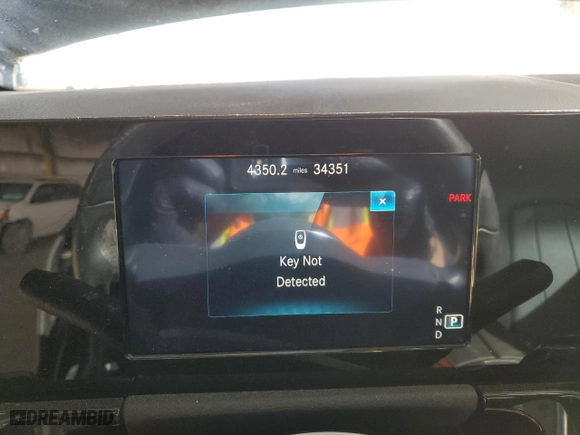 4350.2 miles 34351
×
PARK
Key Not
Detected
R
N P
D
DREAMBID